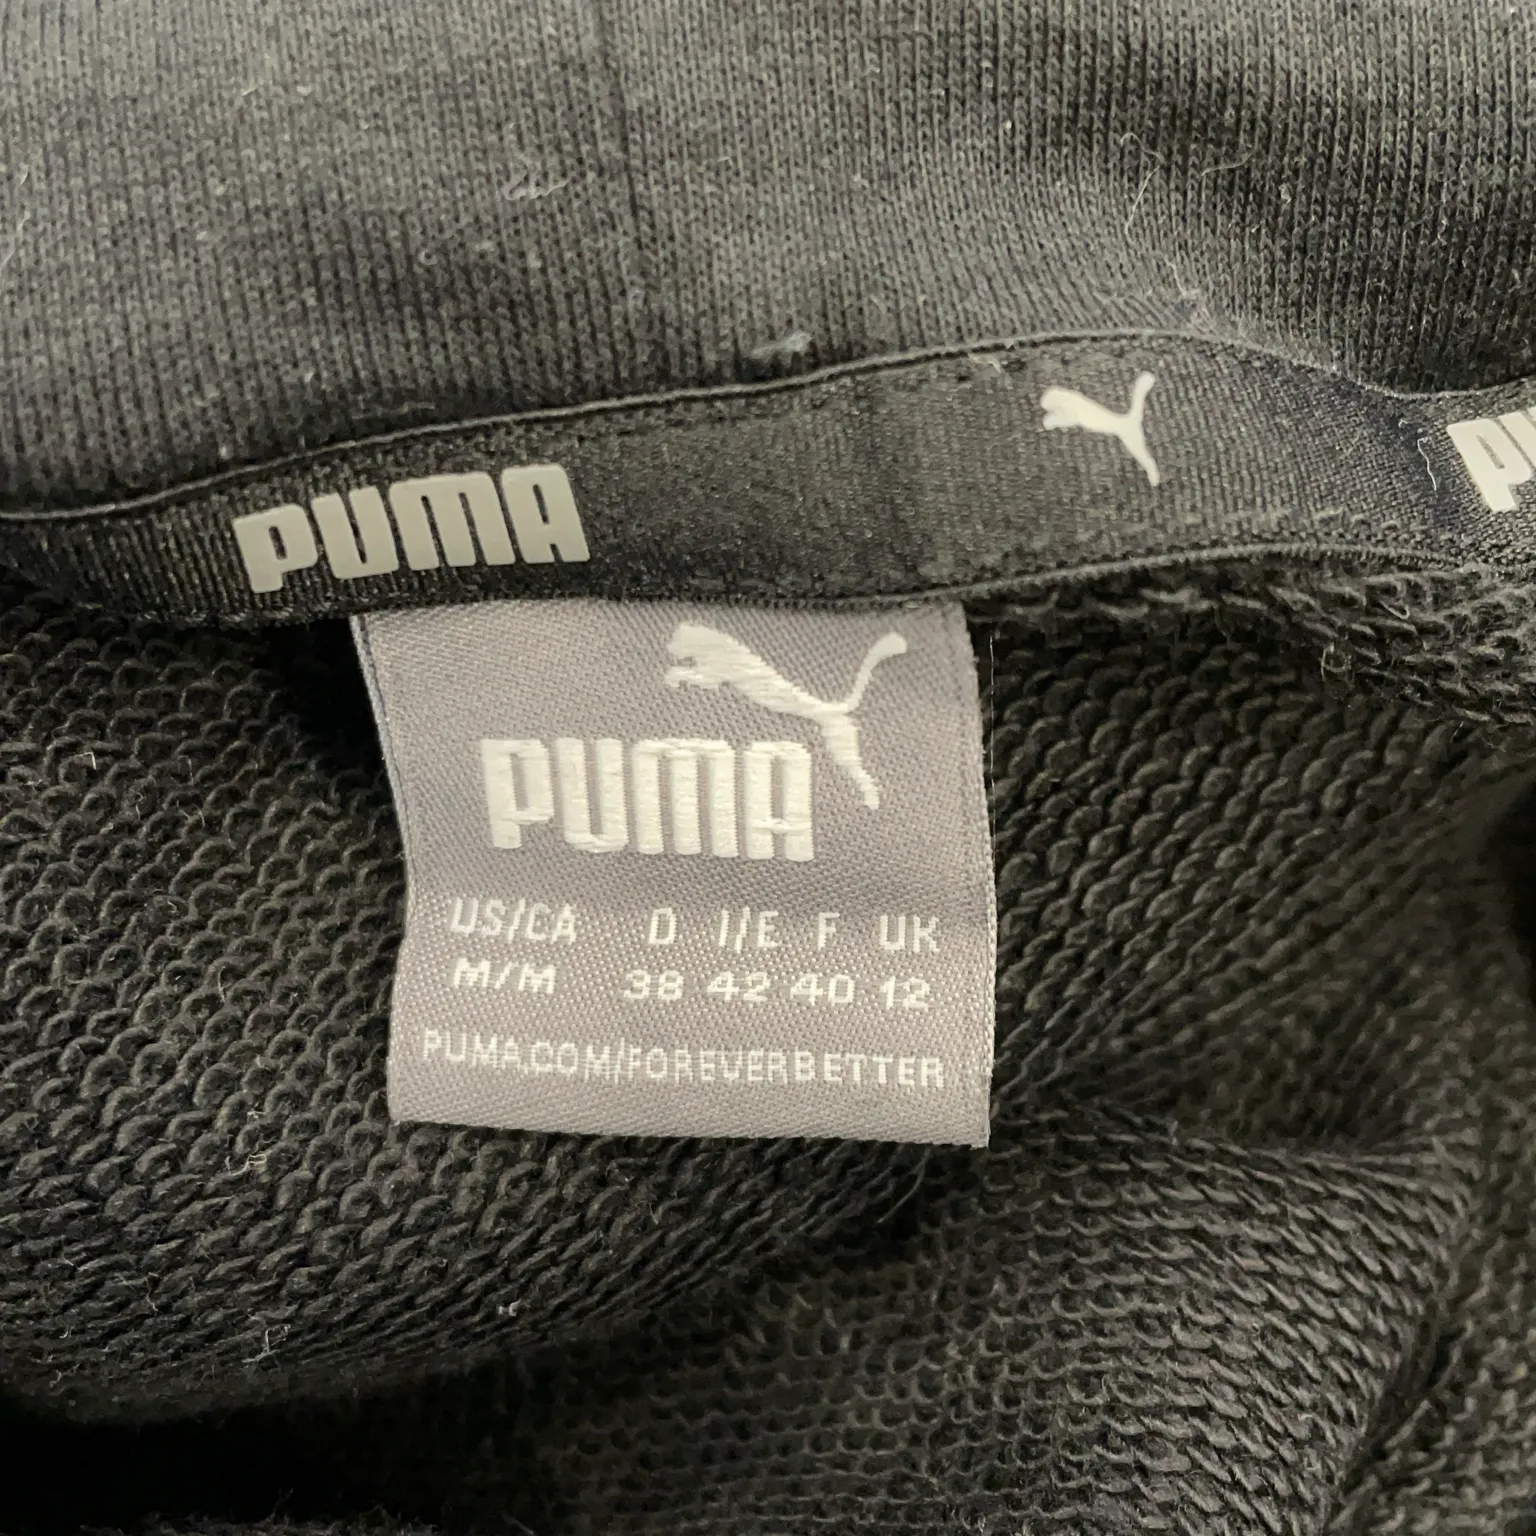 PUMA
PU
PUMA
US/CA D I/E F UK
M/M 38 42 40 12
PUMA.COM/FOREVERBETTER